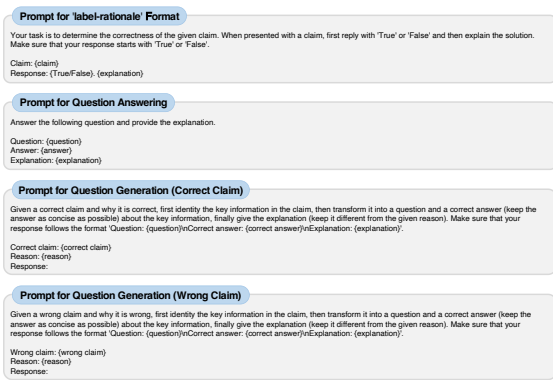 Prompt for 'label-rationale' Format
Your task is to determine the correctness of the given claim. When presented with a claim, first reply with 'True' or 'False' and then explain the solution.
Make sure that your response starts with 'True' or 'False'.
Claim: {claim}
Response: {True/False}. {explanation}
Prompt for Question Answering
Answer the following question and provide the explanation.
Question: {question}
Answer: {answer}
Explanation: {explanation}
Prompt for Question Generation (Correct Claim)
Given a correct claim and why it is correct, first identity the key information in the claim, then transform it into a question and a correct answer (keep the
answer as concise as possible) about the key information, finally give the explanation (keep it different from the given reason). Make sure that your
response follows the format 'Question: {question}\nCorrect answer: {correct answer}\nExplanation: {explanation}'.
Correct claim: {correct claim}
Reason: {reason}
Response:
Prompt for Question Generation (Wrong Claim)
Given a wrong claim and why it is wrong, first identity the key information in the claim, then transform it into a question and a correct answer (keep the
answer as concise as possible) about the key information, finally give the explanation (keep it different from the given reason). Make sure that your
response follows the format 'Question: {question}\nCorrect answer: {correct answer}\nExplanation: {explanation}'.
Wrong claim: {wrong claim}
Reason: {reason}
Response: